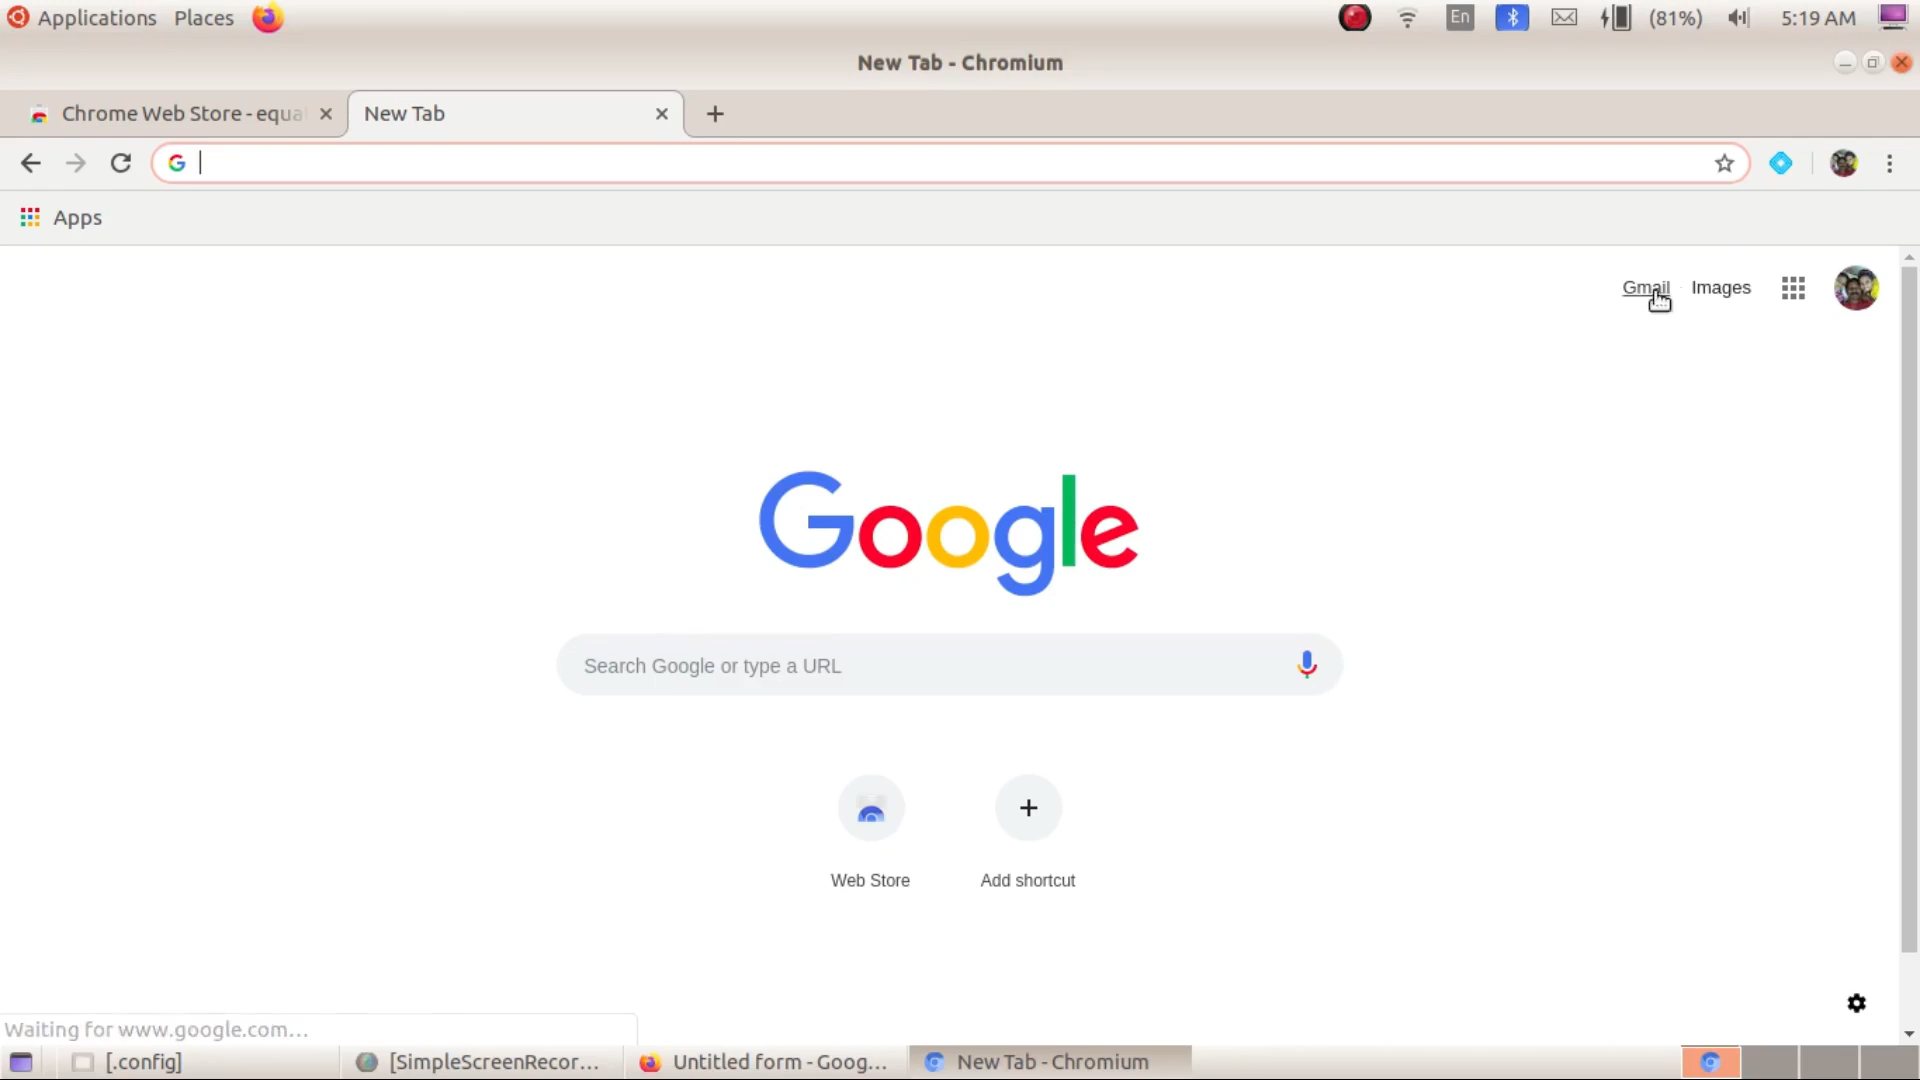 Applications Places En (81%) 5:19 AM
New Tab - Chromium
Chrome Web Store - equa New Tab
Apps
Gmail Images
Google
Search Google or type a URL
Web Store Add shortcut
Waiting for www.google.com...
[.config] [SimpleScreenRecor... Untitled form - Goog... New Tab - Chromium